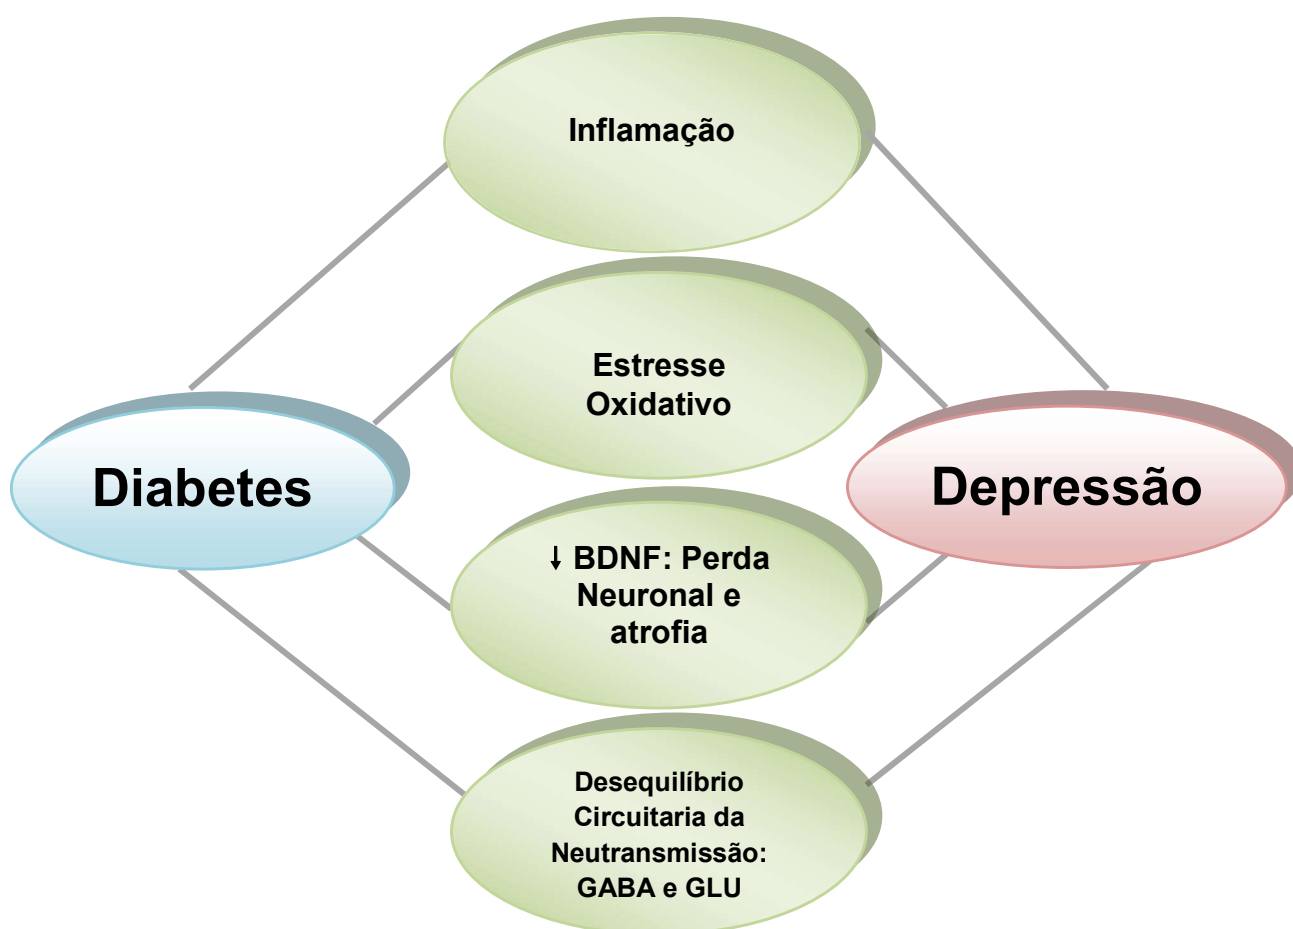 Inflamação
Estresse
Oxidativo
Diabetes
Depressão
↓ BDNF: Perda
Neuronal e
atrofia
Desequilíbrio
Circuitaria da
Neutransmissão:
GABA e GLU